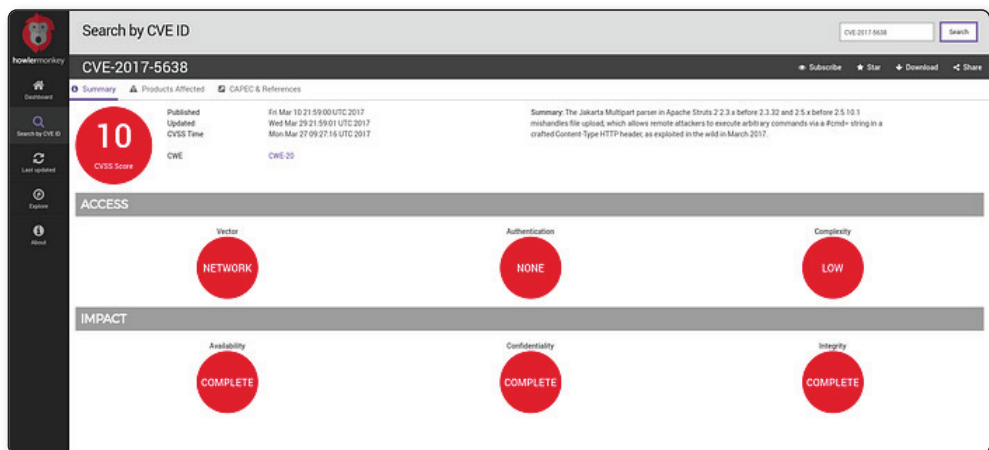 Search by CVE ID
CVE-2017-5638
Search
howlermonkey
CVE-2017-5638
Subscribe
Star
Download
Share
Dashboard
Search by CVE ID
Last updated
Explore
About
Summary
Products Affected
CAPEC & References
10
CVSS Score
Published Fri Mar 10 21:59:00 UTC 2017
Updated Wed Mar 29 21:59:01 UTC 2017
CVSS Time Mon Mar 27 09:27:16 UTC 2017
CWE CWE-20
Summary: The Jakarta Multipart parser in Apache Struts 2 2.3.x before 2.3.32 and 2.5.x before 2.5.10.1
mishandles file upload, which allows remote attackers to execute arbitrary commands via a #cmd= string in a
crafted Content-Type HTTP header, as exploited in the wild in March 2017.
ACCESS
Vector
NETWORK
Authentication
NONE
Complexity
LOW
IMPACT
Availability
COMPLETE
Confidentiality
COMPLETE
Integrity
COMPLETE